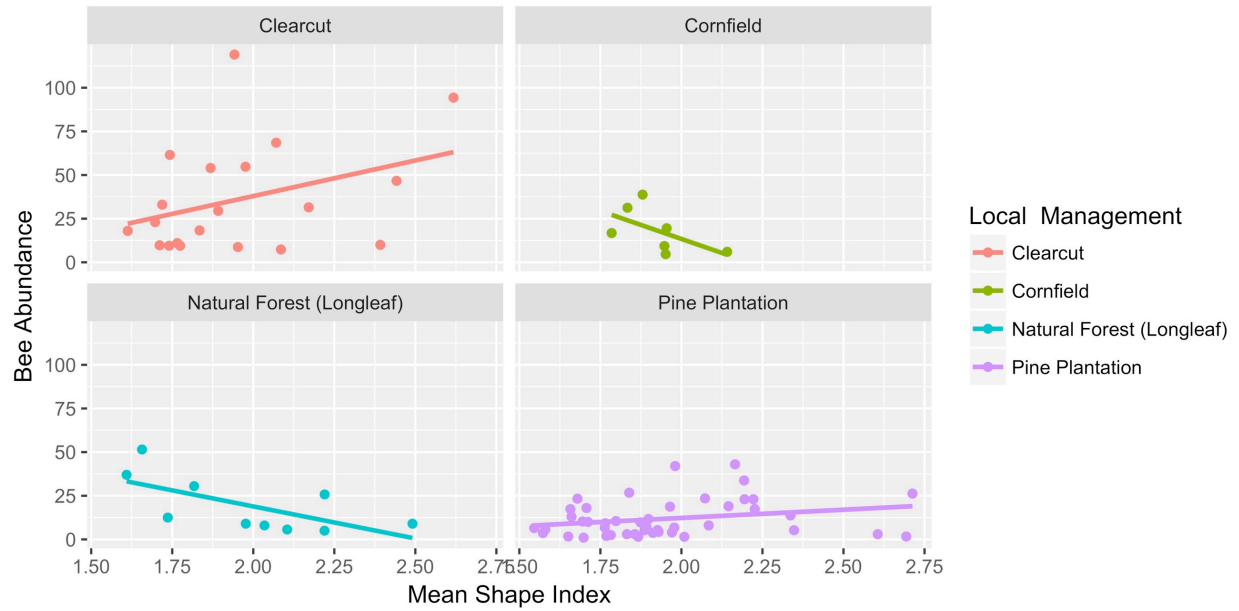 Clearcut Cornfield
100
75
50
25
0
Natural Forest (Longleaf) Pine Plantation
100
75
50
25
0
1.50 1.75 2.00 2.25 2.50 2.75 1.50 1.75 2.00 2.25 2.50 2.75
Mean Shape Index
Bee Abundance
Local Management
Clearcut
Cornfield
Natural Forest (Longleaf)
Pine Plantation